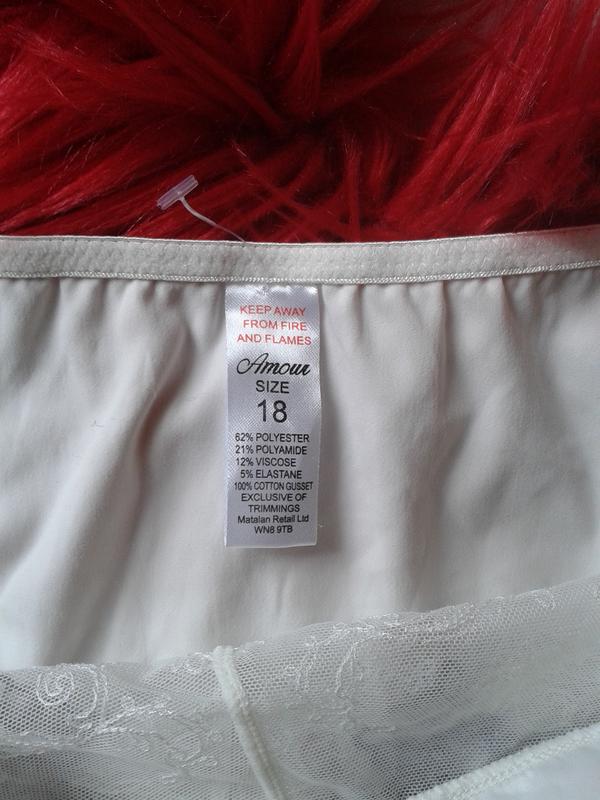 KEEP AWAY
FROM FIRE
AND FLAMES
Amour
SIZE
18
62% POLYESTER
21% POLYAMIDE
12% VISCOSE
5% ELASTANE
100% COTTON GUSSET
EXCLUSIVE OF
TRIMMINGS
Matalan Retail Ltd
WN8 9TB